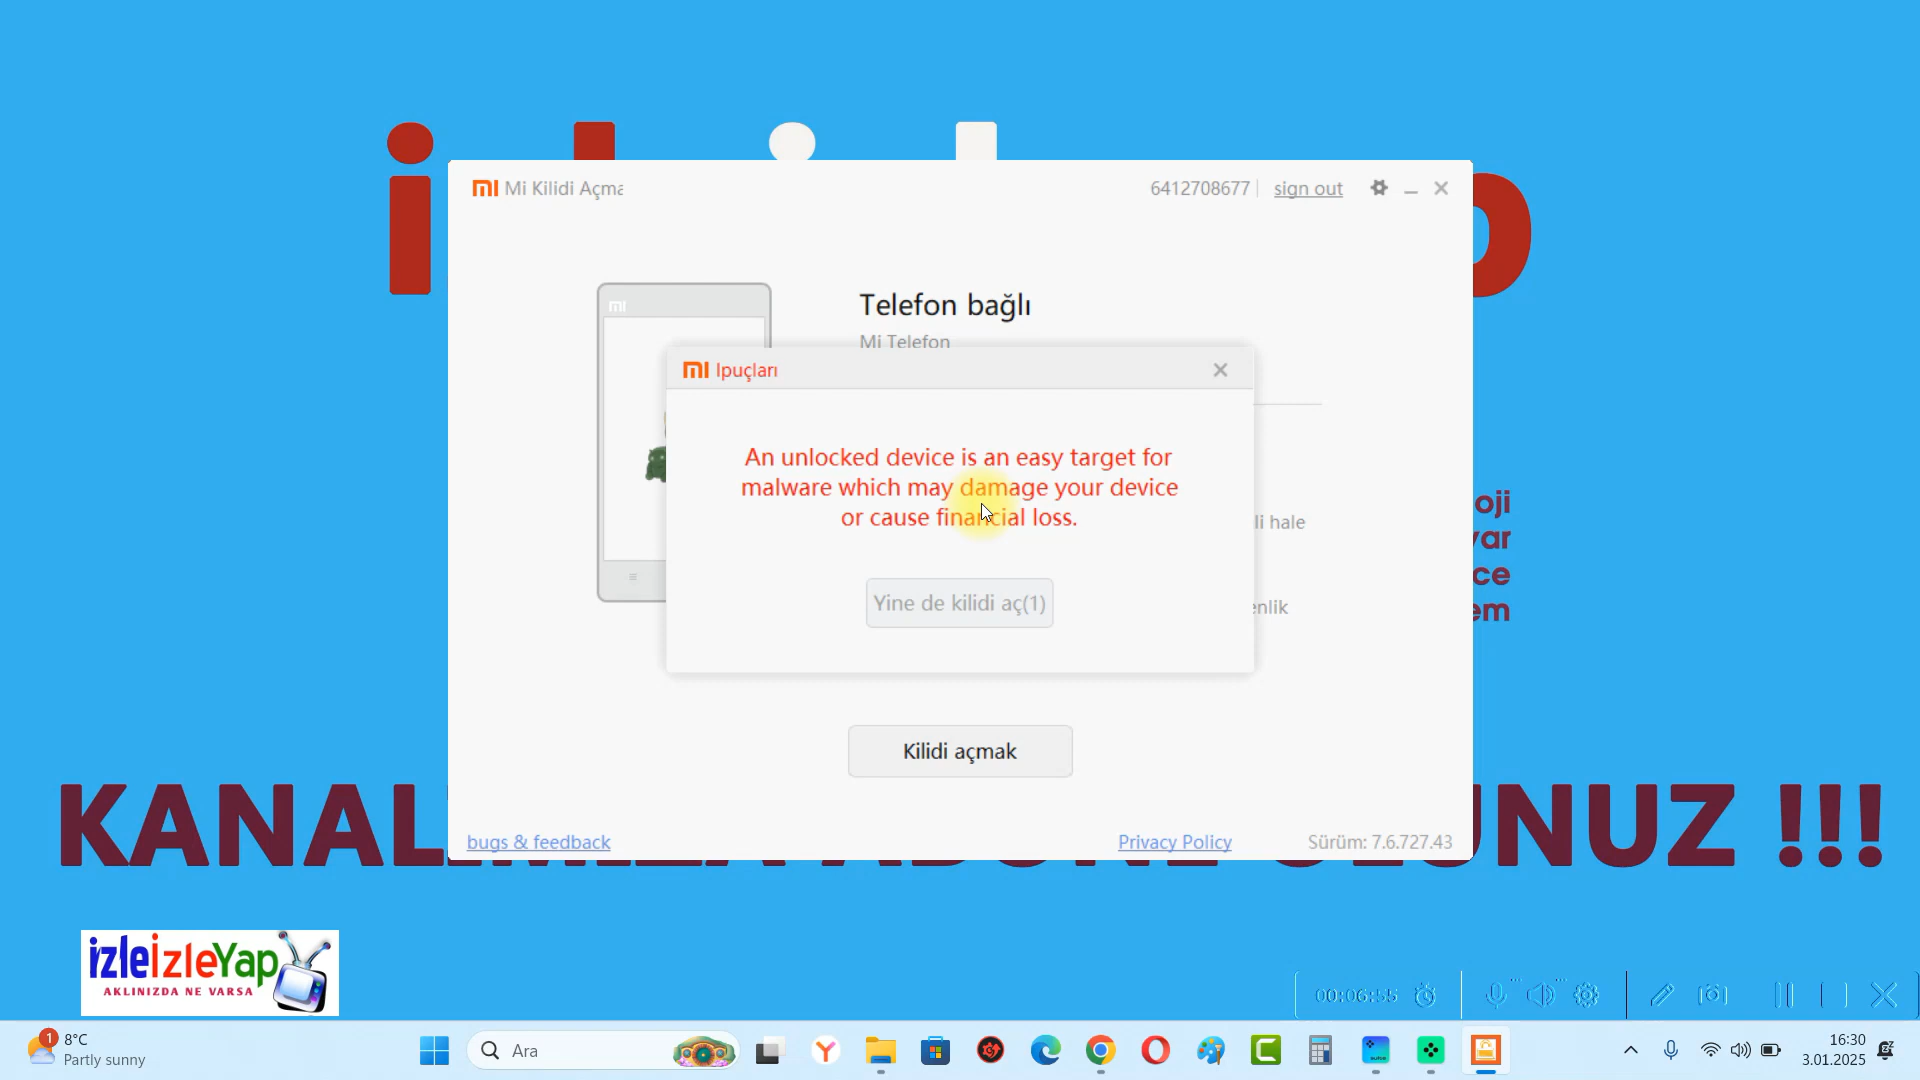 Mi Kilidi Açma
6412708677
sign out
mi
Telefon bağlı
Mi Telefon
Ipuçları
An unlocked device is an easy target for
malware which may damage your device
or cause financial loss.
Yine de kilidi aç(1)
li hale
enlik
oji
var
ce
em
Kilidi açmak
bugs & feedback
Privacy Policy
Sürüm: 7.6.727.43
KANAL
UNUZ !!!
izleizleYap
AKLINIZDA NE VARSA
00:06:55
1
8°C
Partly sunny
Ara
16:30
3.01.2025